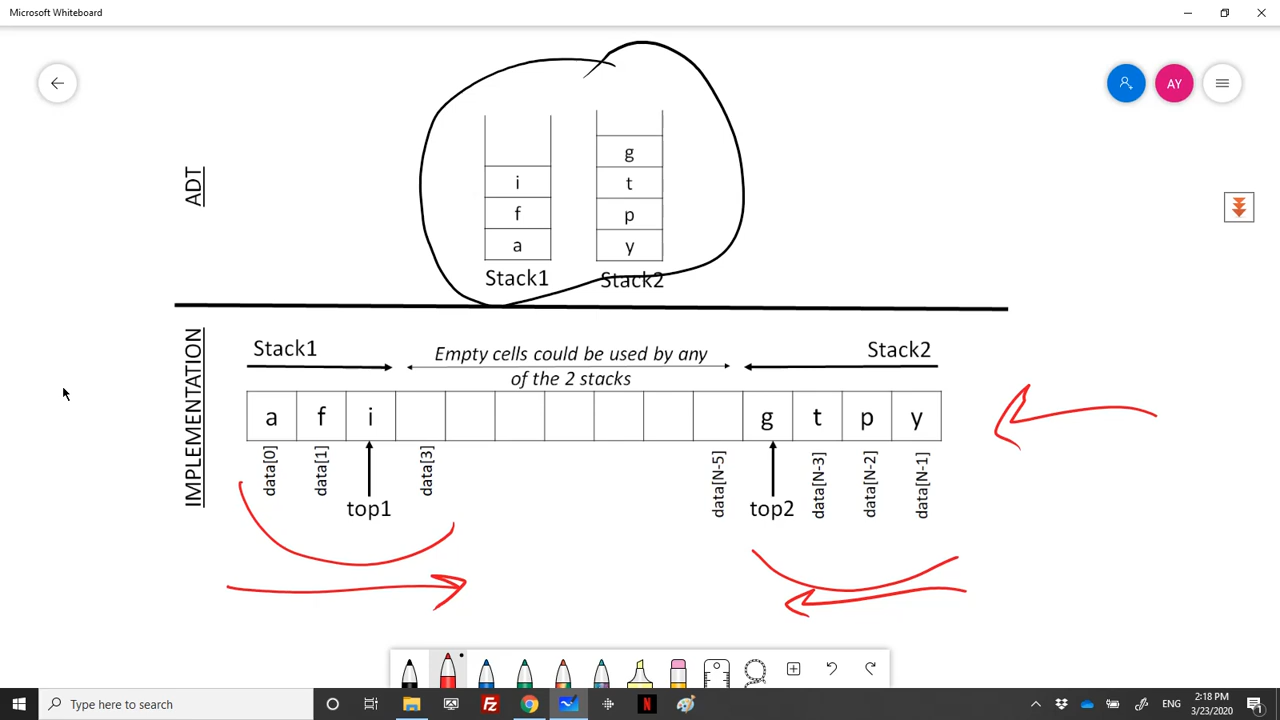 Microsoft Whiteboard
AY
ADT
i
f
a
Stack1
g
t
p
y
Stack2
IMPLEMENTATION
Stack1
Empty cells could be used by any
of the 2 stacks
Stack2
a f i g t p y
data[0] data[1] data[3] data[N-5] data[N-3] data[N-2] data[N-1]
top1 top2
Type here to search
Fz
N
ENG
2:18 PM
3/23/2020
1